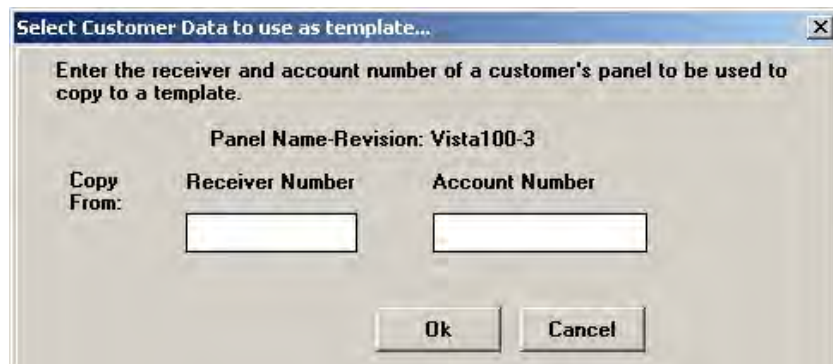 Select Customer Data to use as template...
Enter the receiver and account number of a customer's panel to be used to
copy to a template.
Panel Name-Revision: Vista100-3
Copy From:
Receiver Number
Account Number
Ok
Cancel